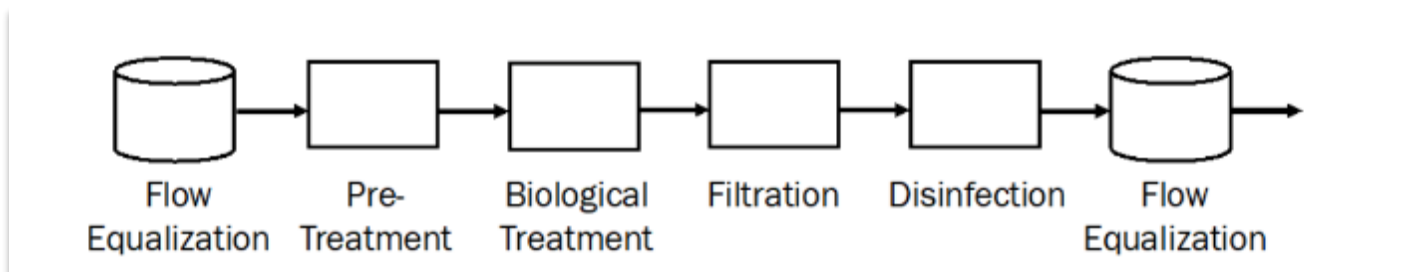 Flow
Equalization
Pre-
Treatment
Biological
Treatment
Filtration
Disinfection
Flow
Equalization